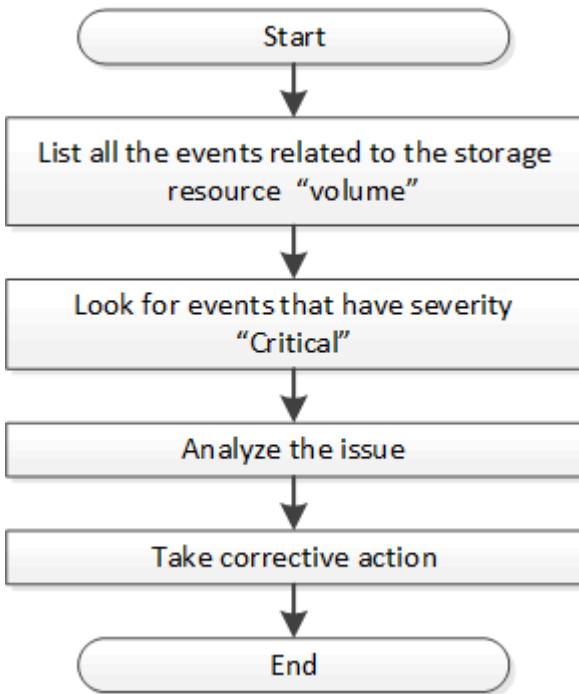 Start
List all the events related to the storage
resource “volume”
Look for events that have severity
“Critical”
Analyze the issue
Take corrective action
End